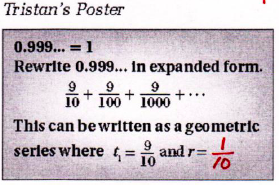 Tristan's Poster
0.999... = 1
Rewrite 0.999... in expanded form.
9/10 + 9/100 + 9/1000 + ···
This can be written as a geometric
series where t₁ = 9/10 and r = 1/10